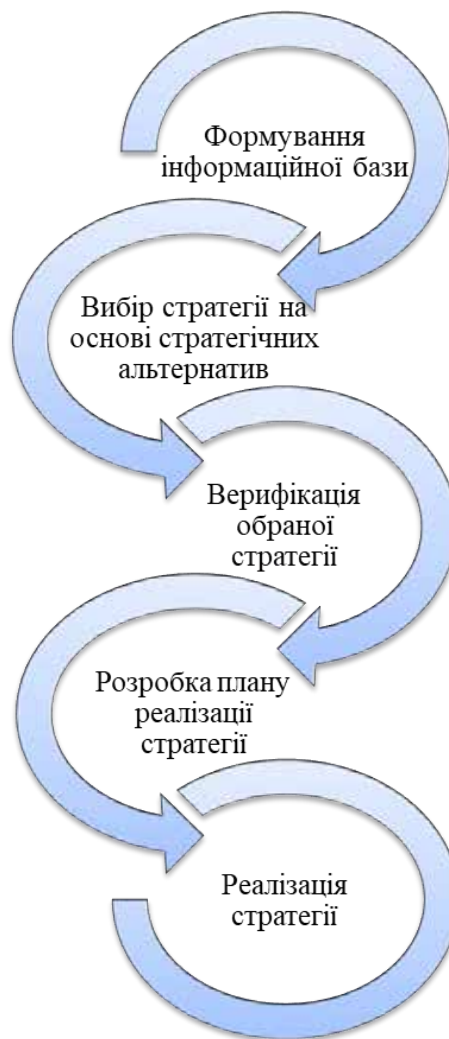 Формування
інформаційної бази
Вибір стратегії на
основі стратегічних
альтернатив
Верифікація
обраної
стратегії
Розробка плану
реалізації
стратегії
Реалізація
стратегії